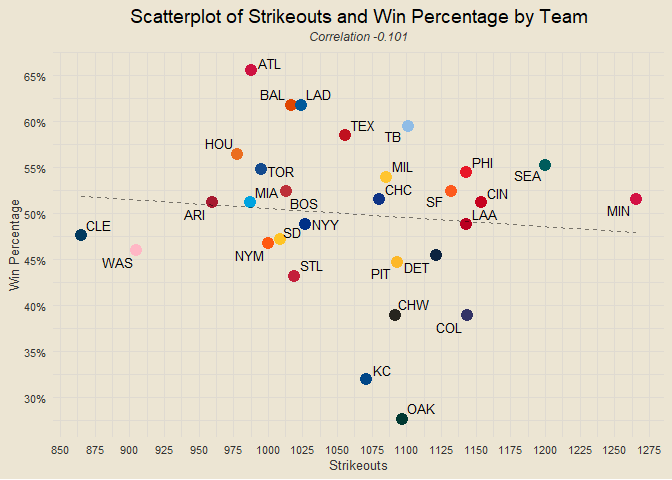 Scatterplot of Strikeouts and Win Percentage by Team
Correlation -0.101
65%
60%
55%
50%
45%
40%
35%
30%
Win Percentage
ATL
BAL
LAD
TEX
TB
HOU
TOR
MIL
PHI
SEA
MIA
BOS
CHC
SF
CIN
MIN
ARI
LAA
CLE
NYY
SD
WAS
NYM
STL
PIT
DET
CHW
COL
KC
OAK
850 875 900 925 950 975 1000 1025 1050 1075 1100 1125 1150 1175 1200 1225 1250 1275
Strikeouts